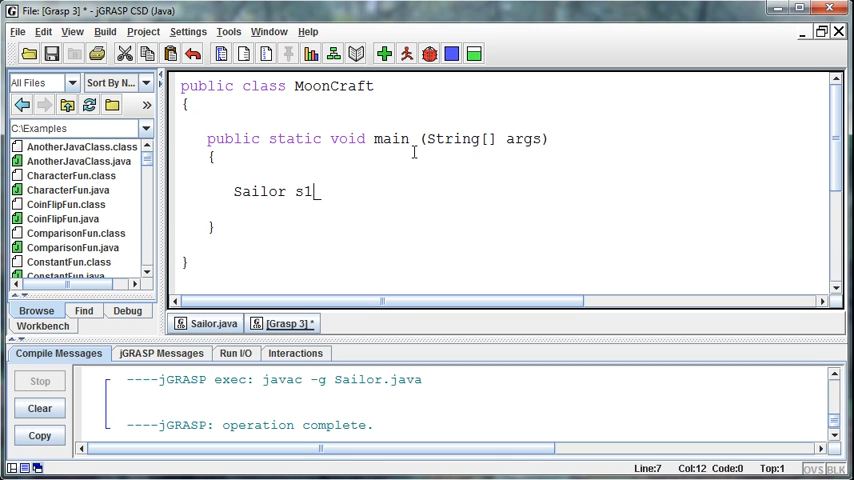 File: [Grasp 3] * - jGRASP CSD (Java)
File Edit View Build Project Settings Tools Window Help
All Files
Sort By N...
C:\Examples
AnotherJavaClass.class
AnotherJavaClass.java
CharacterFun.class
CharacterFun.java
CoinFlipFun.class
CoinFlipFun.java
ComparisonFun.class
ComparisonFun.java
ConstantFun.class
ConstantFun.java
Browse Find Debug
Workbench
public class MoonCraft
{
public static void main (String[] args)
{
Sailor s1
}
}
Sailor.java
[Grasp 3] *
Compile Messages jGRASP Messages Run I/O Interactions
Stop
Clear
Copy
----jGRASP exec: javac -g Sailor.java
----jGRASP: operation complete.
Line:7 Col:12 Code:0 Top:1 OVS BLK